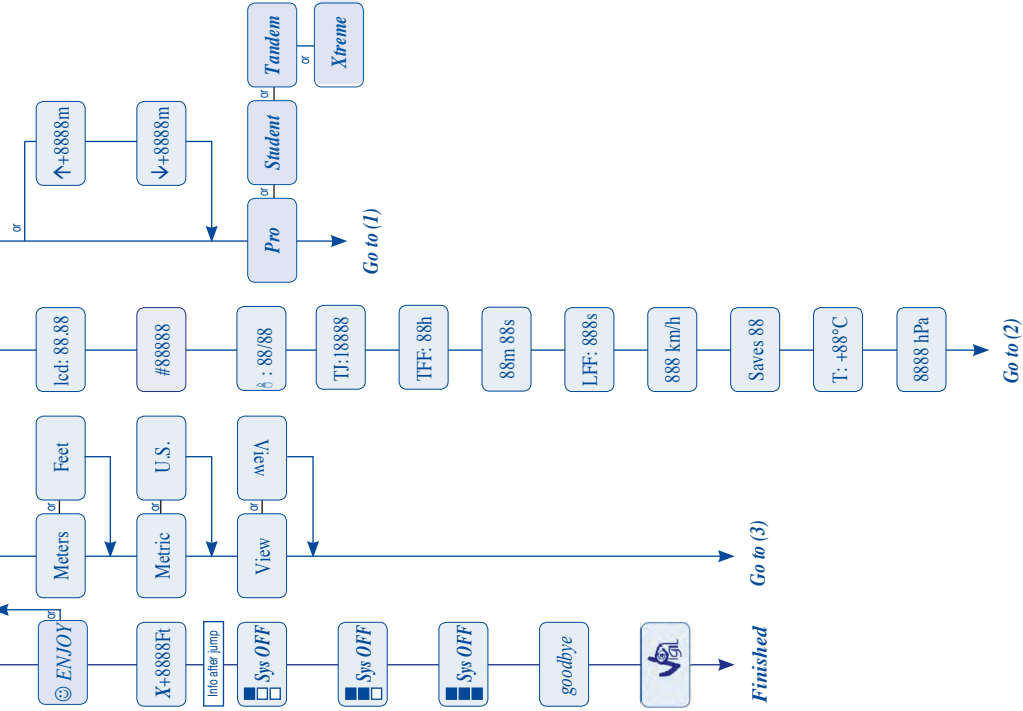 ☺ ENJOY
or
X+8888Ft
Info after jump
Sys OFF
Sys OFF
Sys OFF
goodbye
Vigil
Finished
Meters
or
Feet
Metric
or
U.S.
View
or
View
Go to (3)
lcd: 88.88
#88888
: 88/88
TJ:18888
TFF: 88h
88m 88s
LFF: 888s
888 km/h
Saves 88
T: +88°C
8888 hPa
Go to (2)
or
↑+8888m
↓+8888m
Pro
or
Student
or
Tandem
or
Xtreme
Go to (1)